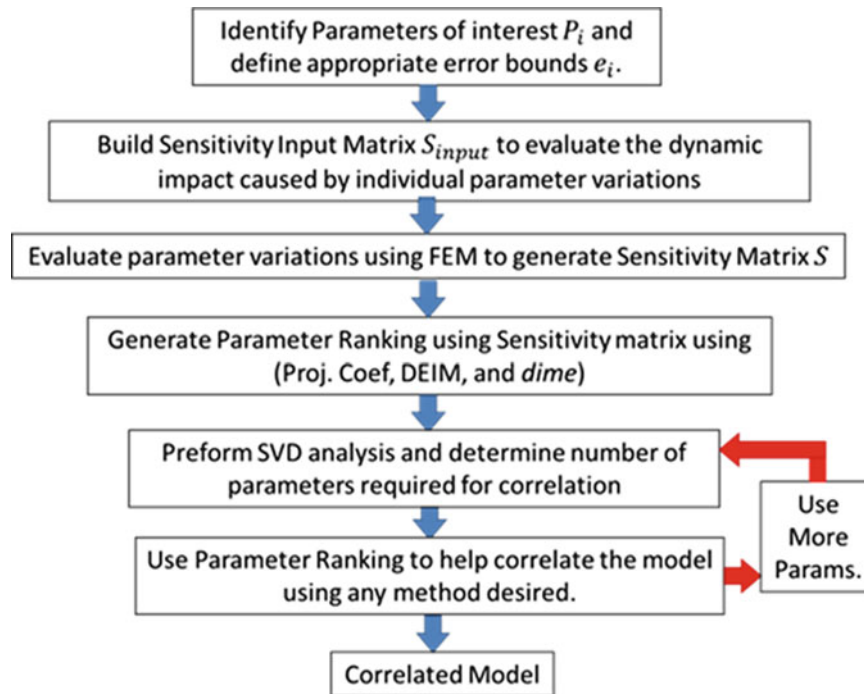 Identify Parameters of interest P_i and
define appropriate error bounds e_i.
Build Sensitivity Input Matrix S_input to evaluate the dynamic
impact caused by individual parameter variations
Evaluate parameter variations using FEM to generate Sensitivity Matrix S
Generate Parameter Ranking using Sensitivity matrix using
(Proj. Coef, DEIM, and dime)
Preform SVD analysis and determine number of
parameters required for correlation
Use Parameter Ranking to help correlate the model
using any method desired.
Use
More
Params.
Correlated Model